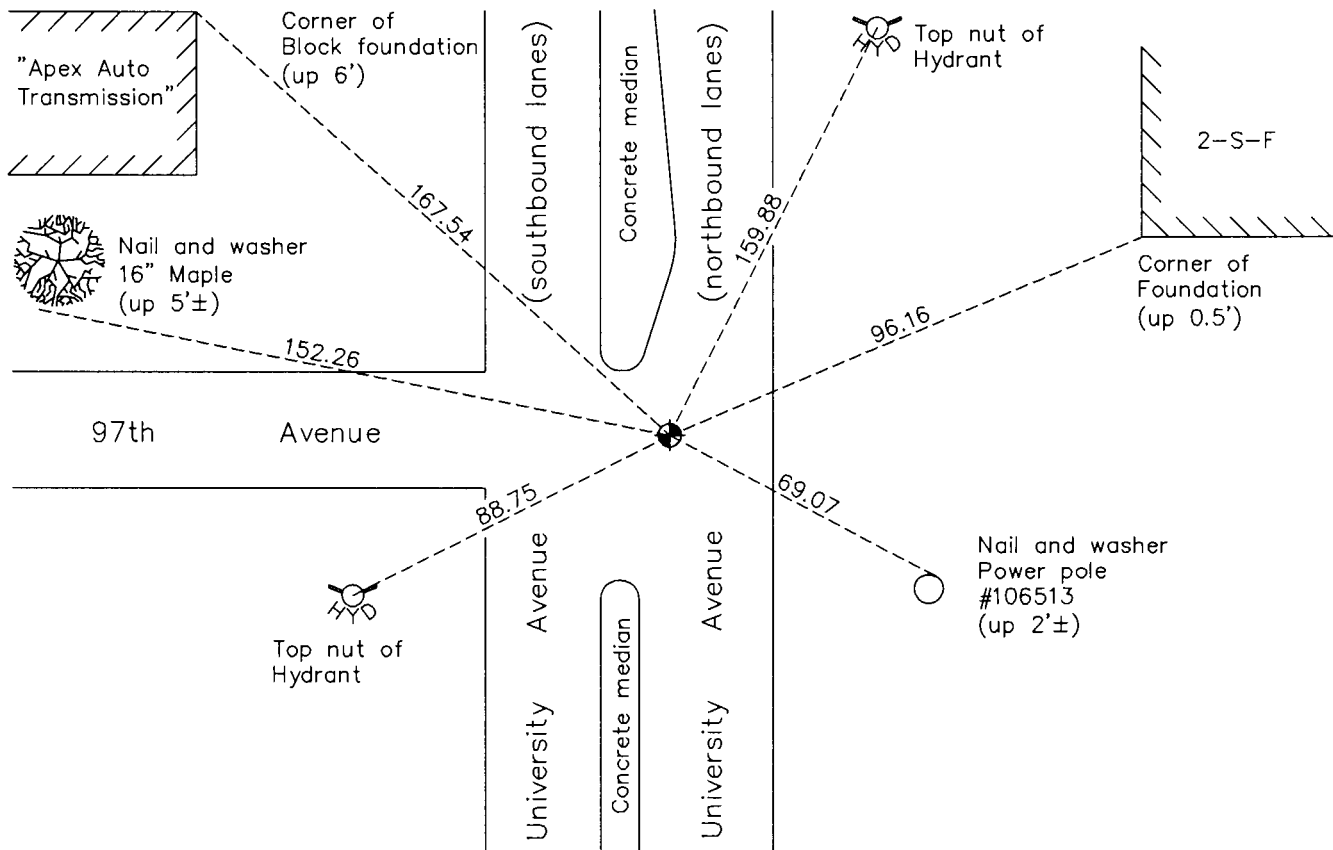 "Apex Auto
Transmission"
Corner of
Block foundation
(up 6')
(southbound lanes)
Concrete median
(northbound lanes)
HYD
Top nut of
Hydrant
2-S-F
Nail and washer
16" Maple
(up 5'±)
Corner of
Foundation
(up 0.5')
167.54
159.88
96.16
152.26
97th Avenue
88.75
69.07
HYD
Top nut of
Hydrant
University Avenue
Concrete median
University Avenue
Nail and washer
Power pole
#106513
(up 2'±)